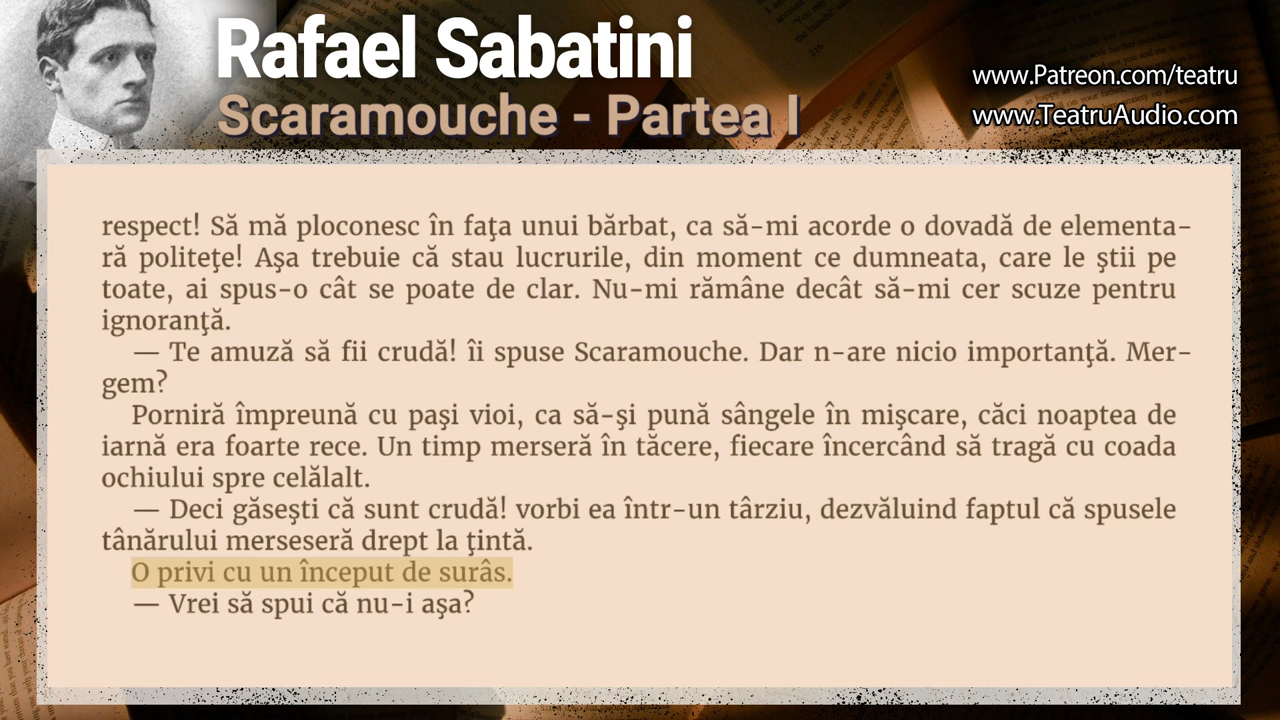 Rafael Sabatini
Scaramouche - Partea I
www.Patreon.com/teatru
www.TeatruAudio.com
respect! Să mă ploconesc în faţa unui bărbat, ca să-mi acorde o dovadă de elementa-
ră politeţe! Aşa trebuie că stau lucrurile, din moment ce dumneata, care le ştii pe
toate, ai spus-o cât se poate de clar. Nu-mi rămâne decât să-mi cer scuze pentru
ignoranţă.
— Te amuză să fii crudă! îi spuse Scaramouche. Dar n-are nicio importanţă. Mer-
gem?
Porniră împreună cu paşi vioi, ca să-şi pună sângele în mişcare, căci noaptea de
iarnă era foarte rece. Un timp merseră în tăcere, fiecare încercând să tragă cu coada
ochiului spre celălalt.
— Deci găseşti că sunt crudă! vorbi ea într-un târziu, dezvăluind faptul că spusele
tânărului merseseră drept la ţintă.
O privi cu un început de surâs.
— Vrei să spui că nu-i aşa?